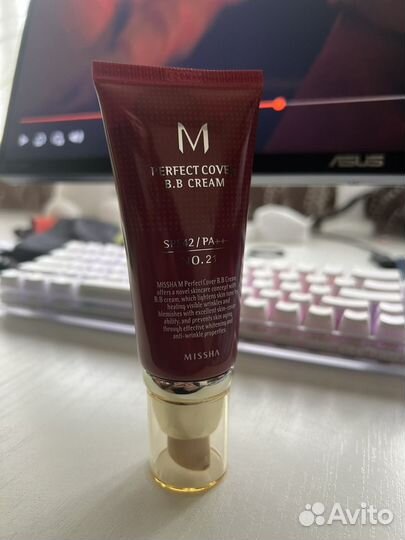 ASUS
M
PERFECT COVER
B.B CREAM
SPF42/PA++
NO.21
MISSHA M Perfect Cover B.B Cream
offers a novel skincare concept with
B.B cream, which lightens skin tone
healing visible wrinkles and
blemishes with excellent skin
ability, and prevents skin aging
through effective whitening and
anti-wrinkle properties.
MISSHA
Avito